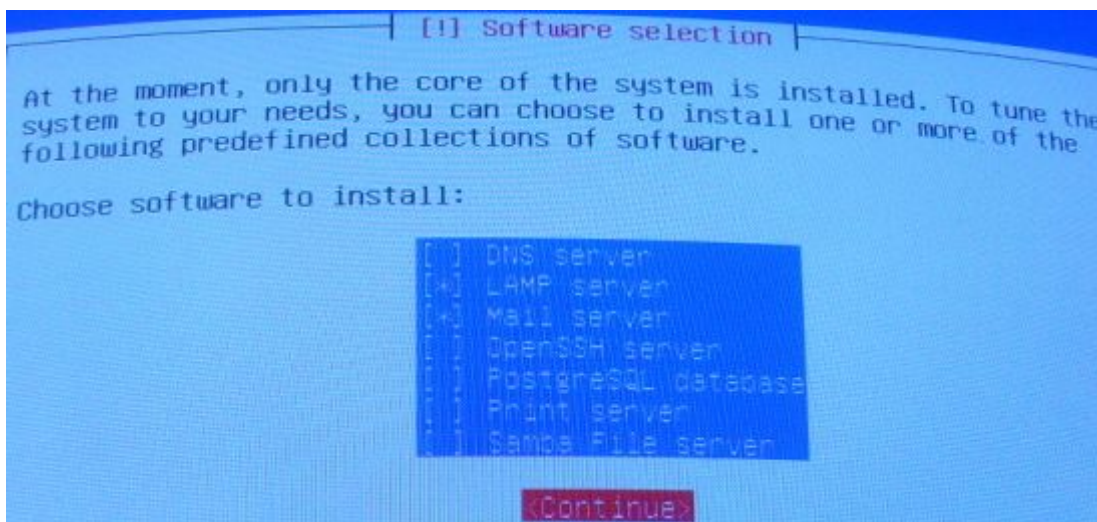 [!] Software selection
At the moment, only the core of the system is installed. To tune the
system to your needs, you can choose to install one or more of the
following predefined collections of software.
Choose software to install:
[ ] DNS server
[*] LAMP server
[*] Mail server
[ ] OpenSSH server
[ ] PostgreSQL database
[ ] Print server
[ ] Samba File server
<Continue>